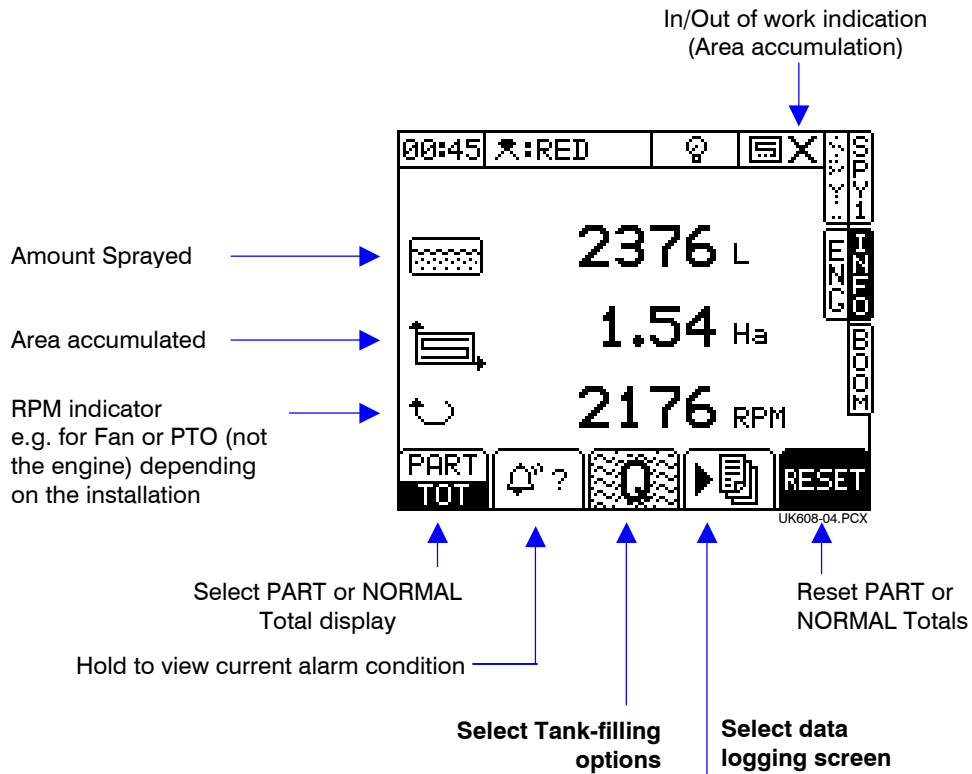 In/Out of work indication
(Area accumulation)
00:45 :RED
SPY1
Amount Sprayed
2376 L
ENG
INFO
Area accumulated
1.54 Ha
BOOM
RPM indicator
e.g. for Fan or PTO (not
the engine) depending
on the installation
2176 RPM
PART
TOT
?
Q
RESET
UK608-04.PCX
Select PART or NORMAL
Total display
Reset PART or
NORMAL Totals
Hold to view current alarm condition
Select Tank-filling
options
Select data
logging screen